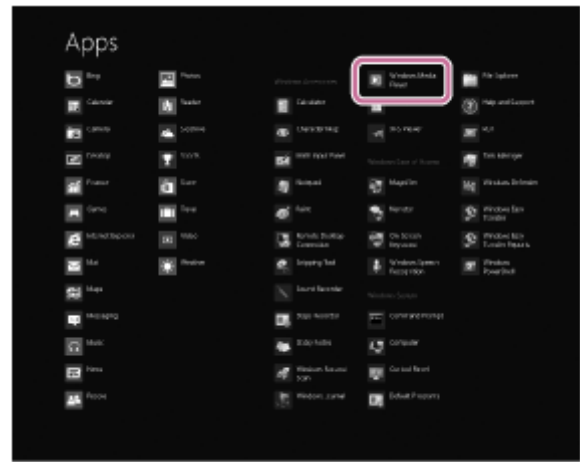 Apps
Bing
Calendar
Camera
Desktop
Finance
Games
Internet Explorer
Mail
Maps
Messaging
Music
News
People
Photos
Reader
SkyDrive
Sports
Store
Travel
Video
Weather
Windows Accessories
Calculator
Character Map
Math Input Panel
Notepad
Paint
Remote Desktop
Connection
Snipping Tool
Sound Recorder
Steps Recorder
Sticky Notes
Windows Fax and
Scan
Windows Journal
Windows Media
Player
XPS Viewer
Windows Ease of Access
Magnifier
Narrator
On-Screen
Keyboard
Windows Speech
Recognition
Windows System
Command Prompt
Computer
Control Panel
Default Programs
File Explorer
Help and Support
Run
Task Manager
Windows Defender
Windows Easy
Transfer
Windows Easy
Transfer Reports
Windows
PowerShell